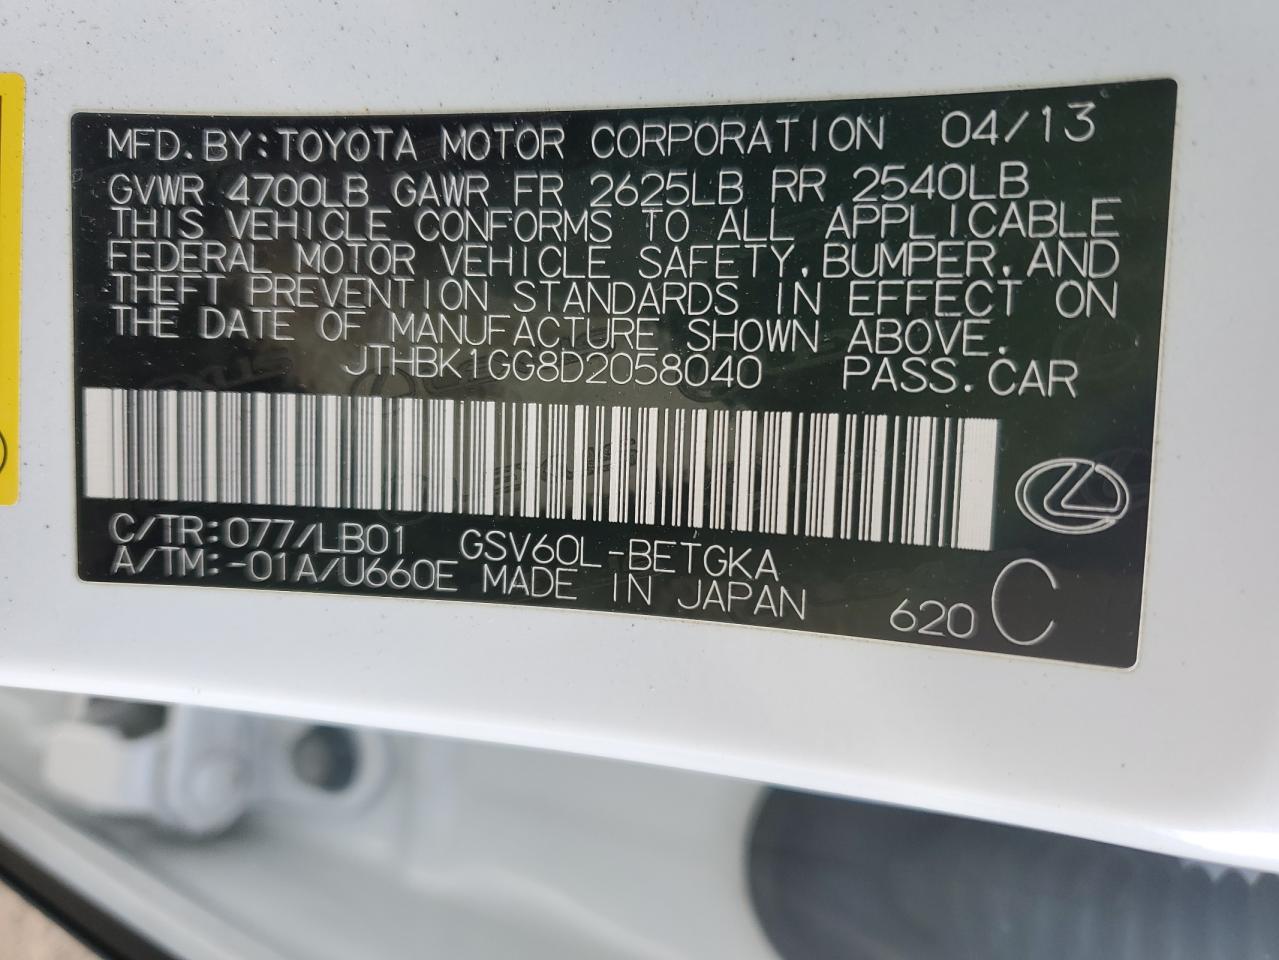 MFD. BY: TOYOTA MOTOR CORPORATION 04/13
GVWR 4700LB GAWR FR 2625LB RR 2540LB
THIS VEHICLE CONFORMS TO ALL APPLICABLE
FEDERAL MOTOR VEHICLE SAFETY, BUMPER, AND
THEFT PREVENTION STANDARDS IN EFFECT ON
THE DATE OF MANUFACTURE SHOWN ABOVE.
JTHBK1GG8D2058040 PASS. CAR
C/TR: 077/LB01 GSV60L-BETGKA
A/TM: -01A/U660E MADE IN JAPAN
620 C